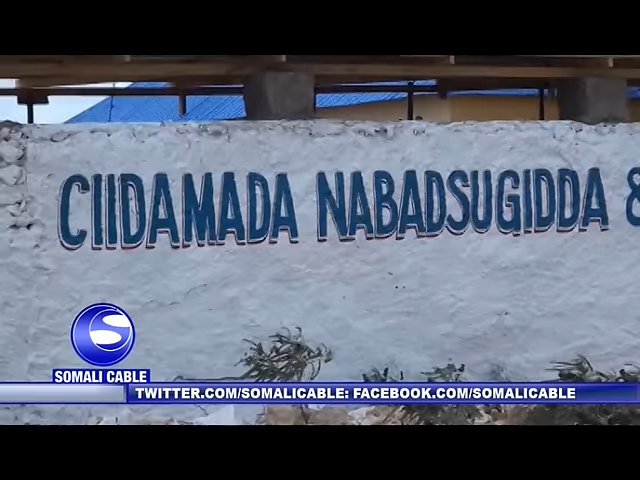 CIIDAMADA NABADSUGIDDA &
SOMALI CABLE
TWITTER.COM/SOMALICABLE: FACEBOOK.COM/SOMALICABLE